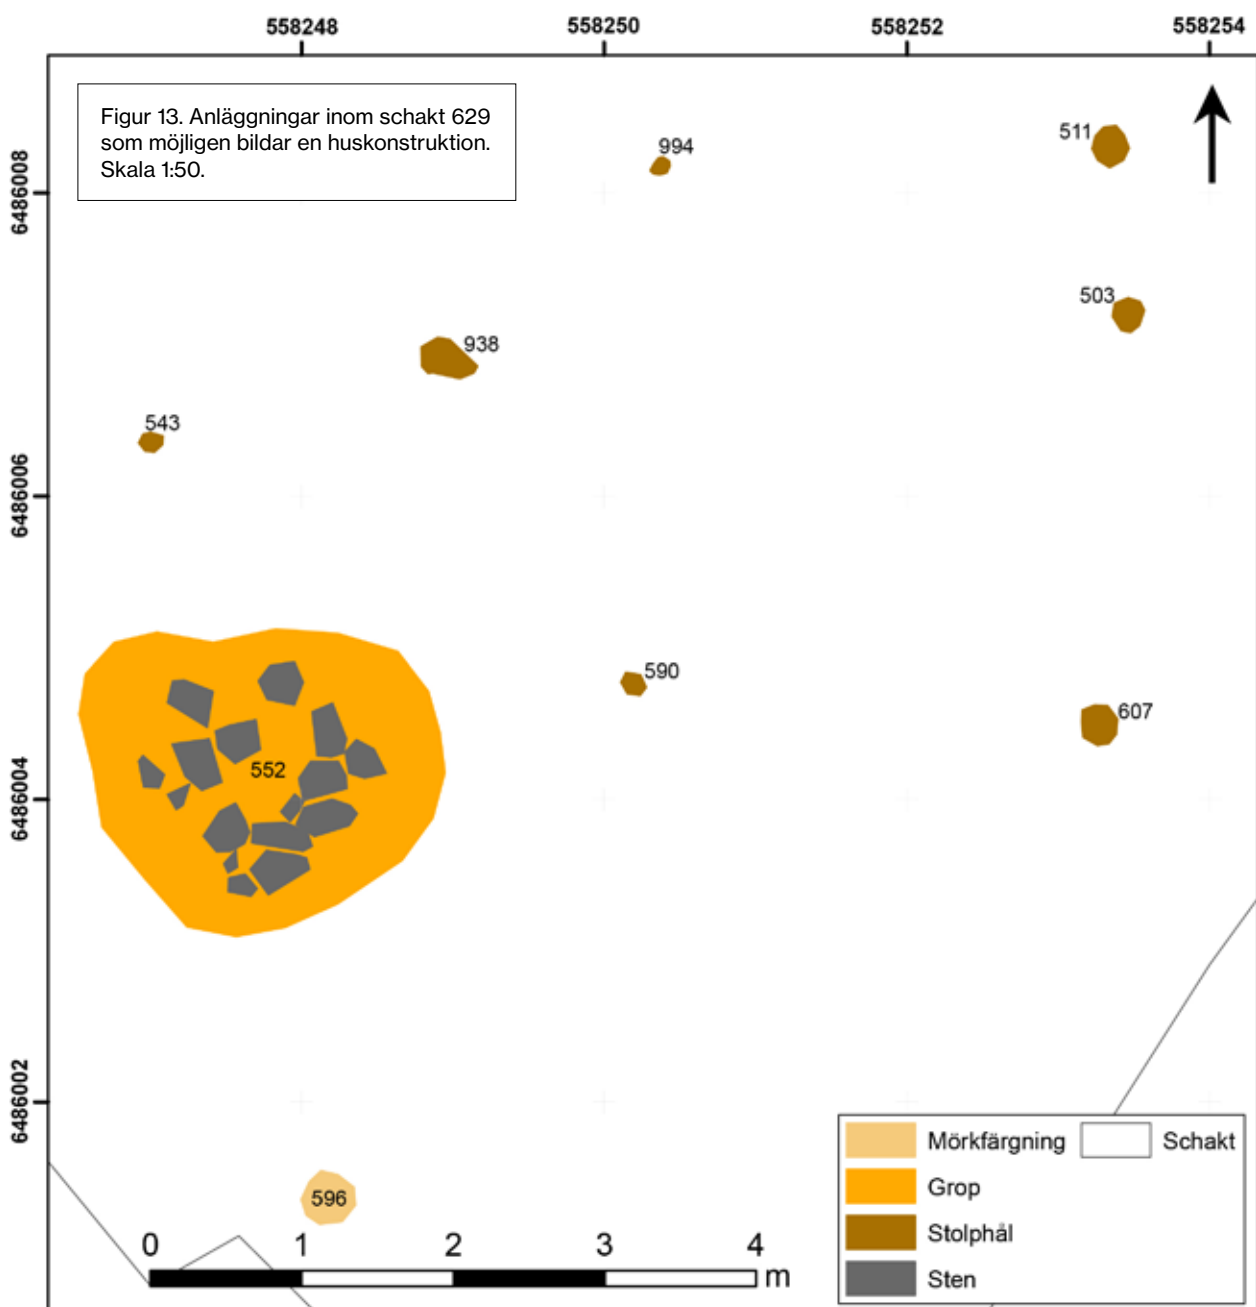 558248
558250
558252
558254
Figur 13. Anläggningar inom schakt 629
som möjligen bildar en huskonstruktion.
Skala 1:50.
994
511
6486008
503
938
543
6486006
590
607
552
6486004
6486002
Mörkfärgning
Schakt
Grop
Stolphål
Sten
596
0
1
2
3
4
m